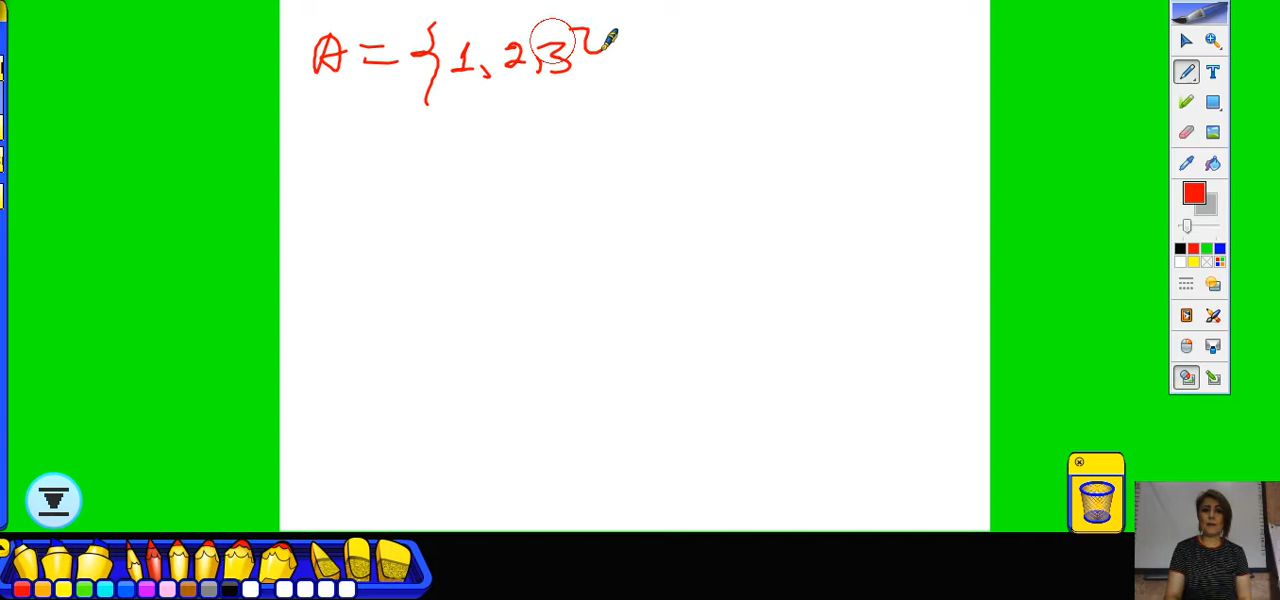 A = { 1, 2, 3